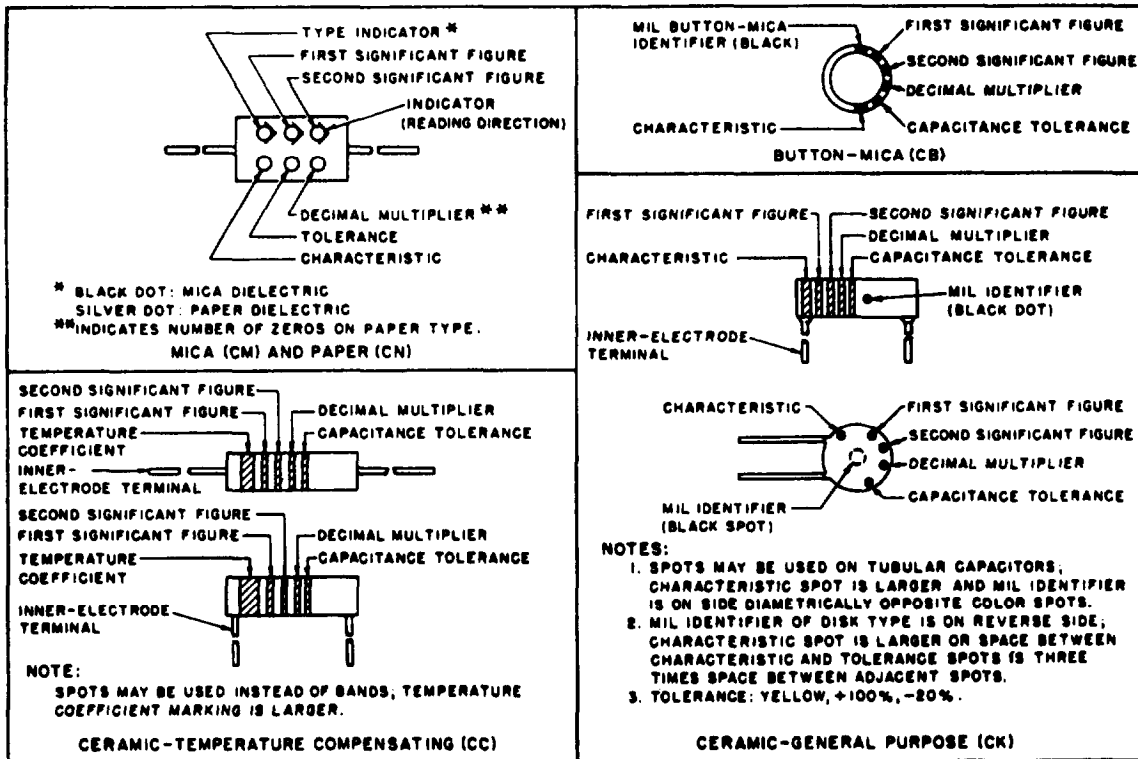 TYPE INDICATOR *
FIRST SIGNIFICANT FIGURE
SECOND SIGNIFICANT FIGURE
INDICATOR
(READING DIRECTION)
DECIMAL MULTIPLIER **
TOLERANCE
CHARACTERISTIC
* BLACK DOT: MICA DIELECTRIC
SILVER DOT: PAPER DIELECTRIC
**INDICATES NUMBER OF ZEROS ON PAPER TYPE.
MICA (CM) AND PAPER (CN)
MIL BUTTON-MICA
IDENTIFIER (BLACK)
FIRST SIGNIFICANT FIGURE
SECOND SIGNIFICANT FIGURE
DECIMAL MULTIPLIER
CHARACTERISTIC
CAPACITANCE TOLERANCE
BUTTON-MICA (CB)
SECOND SIGNIFICANT FIGURE
FIRST SIGNIFICANT FIGURE
DECIMAL MULTIPLIER
TEMPERATURE
COEFFICIENT
CAPACITANCE TOLERANCE
INNER-
ELECTRODE TERMINAL
SECOND SIGNIFICANT FIGURE
FIRST SIGNIFICANT FIGURE
DECIMAL MULTIPLIER
TEMPERATURE
COEFFICIENT
CAPACITANCE TOLERANCE
INNER-ELECTRODE
TERMINAL
NOTE:
SPOTS MAY BE USED INSTEAD OF BANDS; TEMPERATURE
COEFFICIENT MARKING IS LARGER.
CERAMIC-TEMPERATURE COMPENSATING (CC)
FIRST SIGNIFICANT FIGURE
SECOND SIGNIFICANT FIGURE
DECIMAL MULTIPLIER
CHARACTERISTIC
CAPACITANCE TOLERANCE
MIL IDENTIFIER
(BLACK DOT)
INNER-ELECTRODE
TERMINAL
CHARACTERISTIC
FIRST SIGNIFICANT FIGURE
SECOND SIGNIFICANT FIGURE
DECIMAL MULTIPLIER
CAPACITANCE TOLERANCE
MIL IDENTIFIER
(BLACK SPOT)
NOTES:
1. SPOTS MAY BE USED ON TUBULAR CAPACITORS;
CHARACTERISTIC SPOT IS LARGER AND MIL IDENTIFIER
IS ON SIDE DIAMETRICALLY OPPOSITE COLOR SPOTS.
2. MIL IDENTIFIER OF DISK TYPE IS ON REVERSE SIDE;
CHARACTERISTIC SPOT IS LARGER OR SPACE BETWEEN
CHARACTERISTIC AND TOLERANCE SPOTS IS THREE
TIMES SPACE BETWEEN ADJACENT SPOTS.
3. TOLERANCE: YELLOW, +100%, -20%.
CERAMIC-GENERAL PURPOSE (CK)